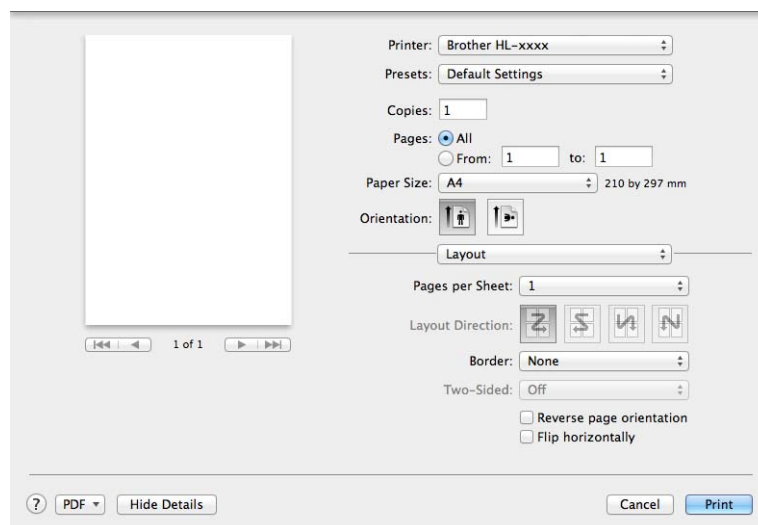 Printer: Brother HL-xxxx
Presets: Default Settings
Copies: 1
Pages: All
From: 1 to: 1
Paper Size: A4 210 by 297 mm
Orientation:
Layout
Pages per Sheet: 1
Layout Direction:
1 of 1
Border: None
Two-Sided: Off
Reverse page orientation
Flip horizontally
? PDF Hide Details Cancel Print